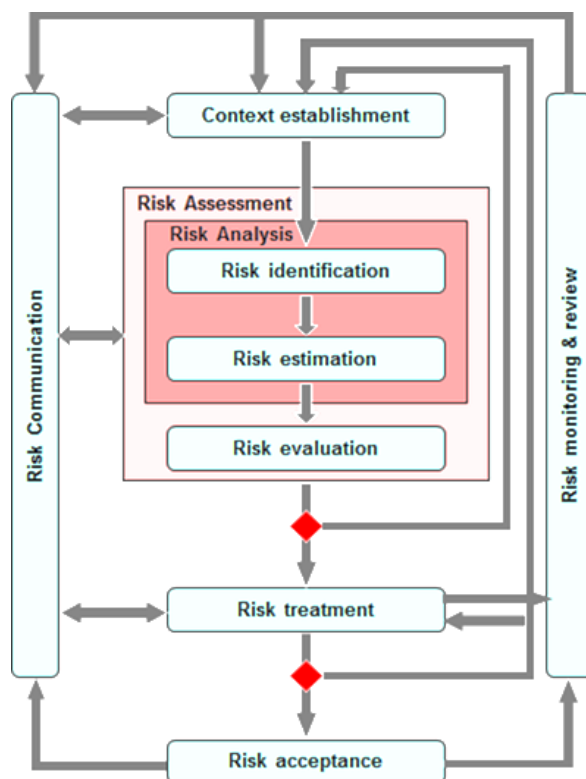 Context establishment
Risk Assessment
Risk Analysis
Risk identification
Risk estimation
Risk evaluation
Risk Communication
Risk monitoring & review
Risk treatment
Risk acceptance